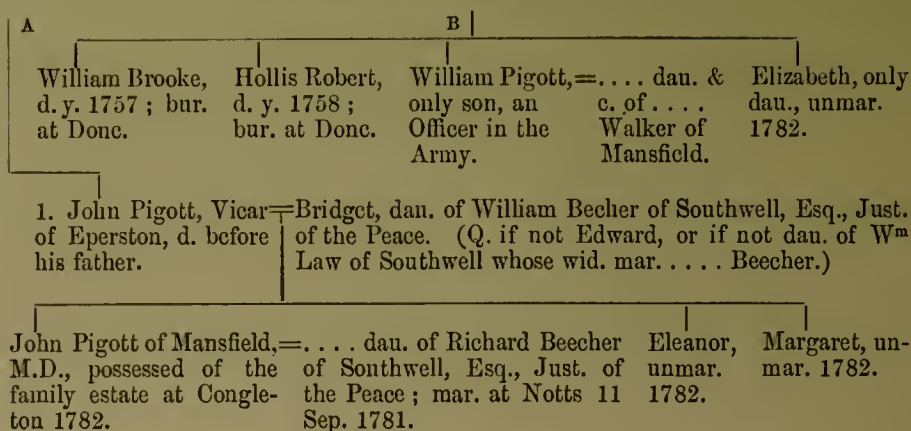 A
B
William Brooke,
d. y. 1757 ; bur.
at Donc.
Hollis Robert,
d. y. 1758 ;
bur. at Donc.
William Pigott,=. . . . dau. &
only son, an
Officer in the
Army.
c. of . . . .
Walker of
Mansfield.
Elizabeth, only
dau., unmar.
1782.
1. John Pigott, Vicar=Bridget, dau. of William Becher of Southwell, Esq., Just.
of Eperston, d. before
his father.
of the Peace. (Q. if not Edward, or if not dau. of Wᵐ
Law of Southwell whose wid. mar. . . . . Beecher.)
John Pigott of Mansfield,=. . . . dau. of Richard Beecher
M.D., possessed of the
family estate at Congle-
ton 1782.
of Southwell, Esq., Just. of
the Peace ; mar. at Notts 11
Sep. 1781.
Eleanor,
unmar.
1782.
Margaret, un-
mar. 1782.